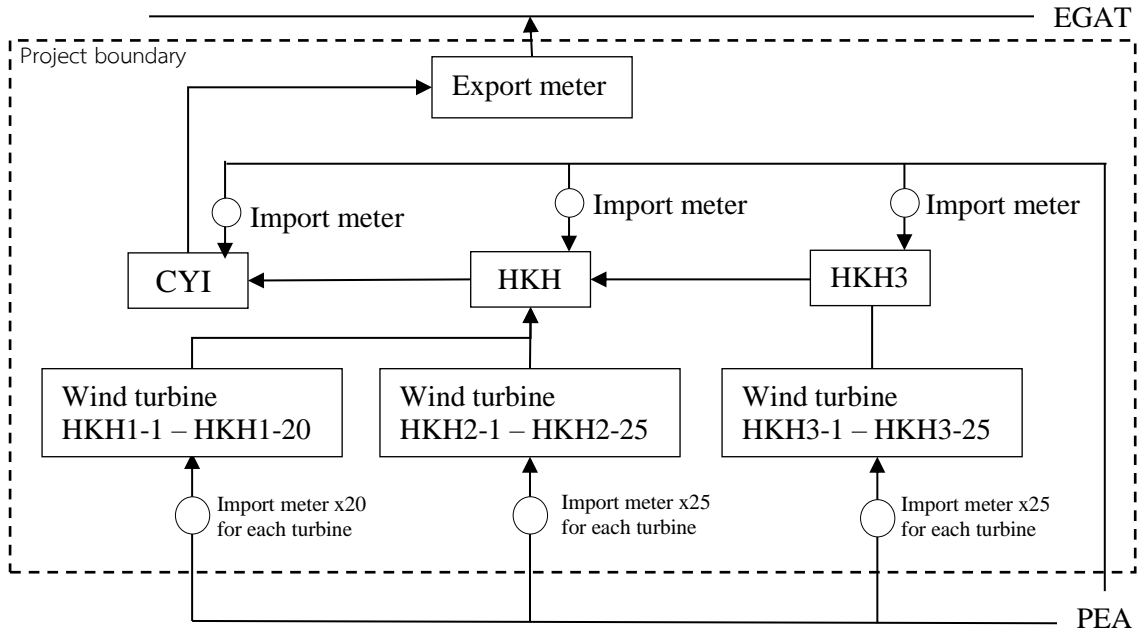 EGAT
Project boundary
Export meter
Import meter
Import meter
Import meter
CYI
HKH
HKH3
Wind turbine
HKH1-1 – HKH1-20
Wind turbine
HKH2-1 – HKH2-25
Wind turbine
HKH3-1 – HKH3-25
Import meter x20
for each turbine
Import meter x25
for each turbine
Import meter x25
for each turbine
PEA